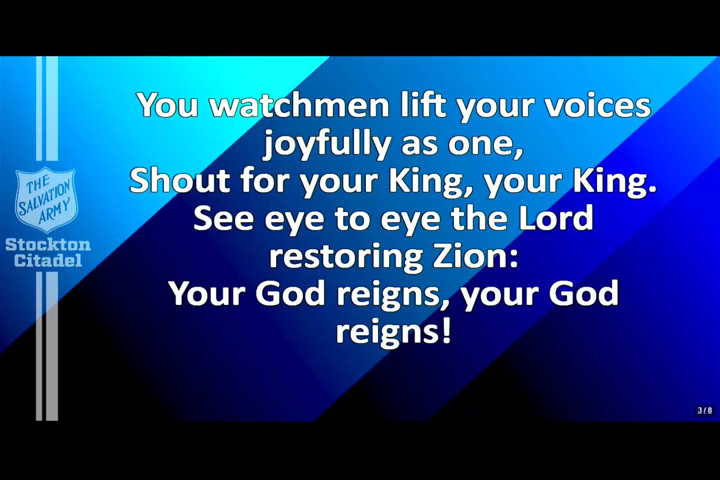 You watchmen lift your voices
joyfully as one,
Shout for your King, your King.
See eye to eye the Lord
restoring Zion:
Your God reigns, your God
reigns!
THE
SALVATION
ARMY
Stockton
Citadel
3/8